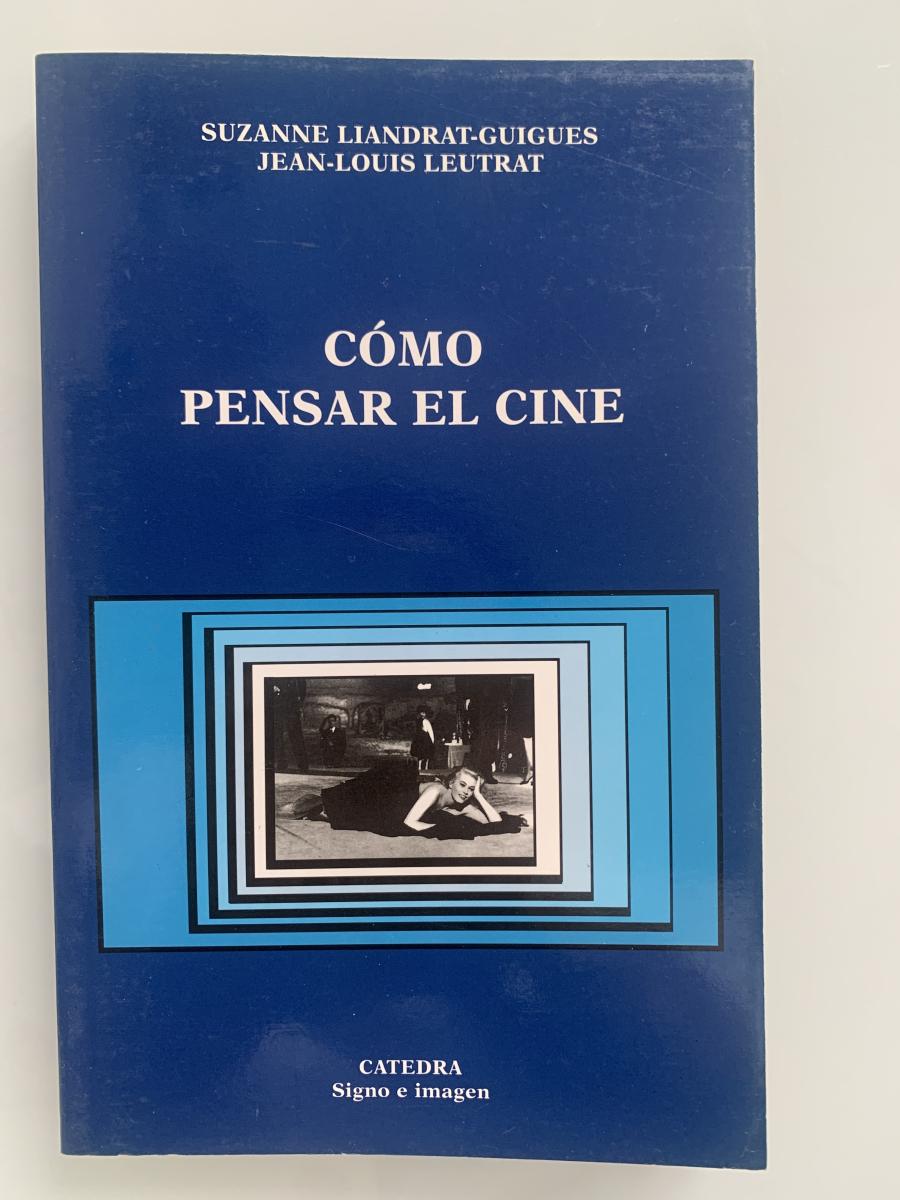 SUZANNE LIANDRAT-GUIGUES
JEAN-LOUIS LEUTRAT
CÓMO
PENSAR EL CINE
CATEDRA
Signo e imagen